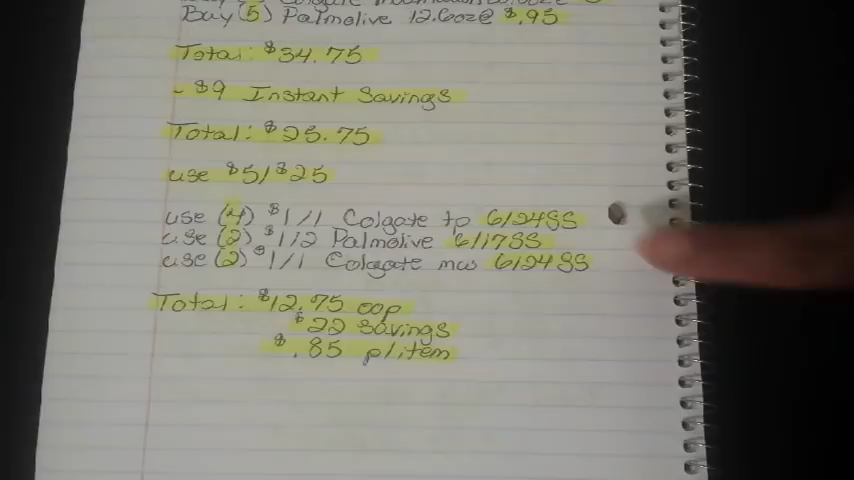 Buy (5) Palmolive 12.6oz@ $.95
Total: $34.75
- $9 Instant Savings
Total: $25.75
use $5/$25
use (4) $1/1 Colgate tp 6/24SS
use (2) $1/2 Palmolive 6/17SS
use (2) $1/1 Colgate mw 6/24SS
Total: $12.75 oop
$22 savings
$.85 p/item